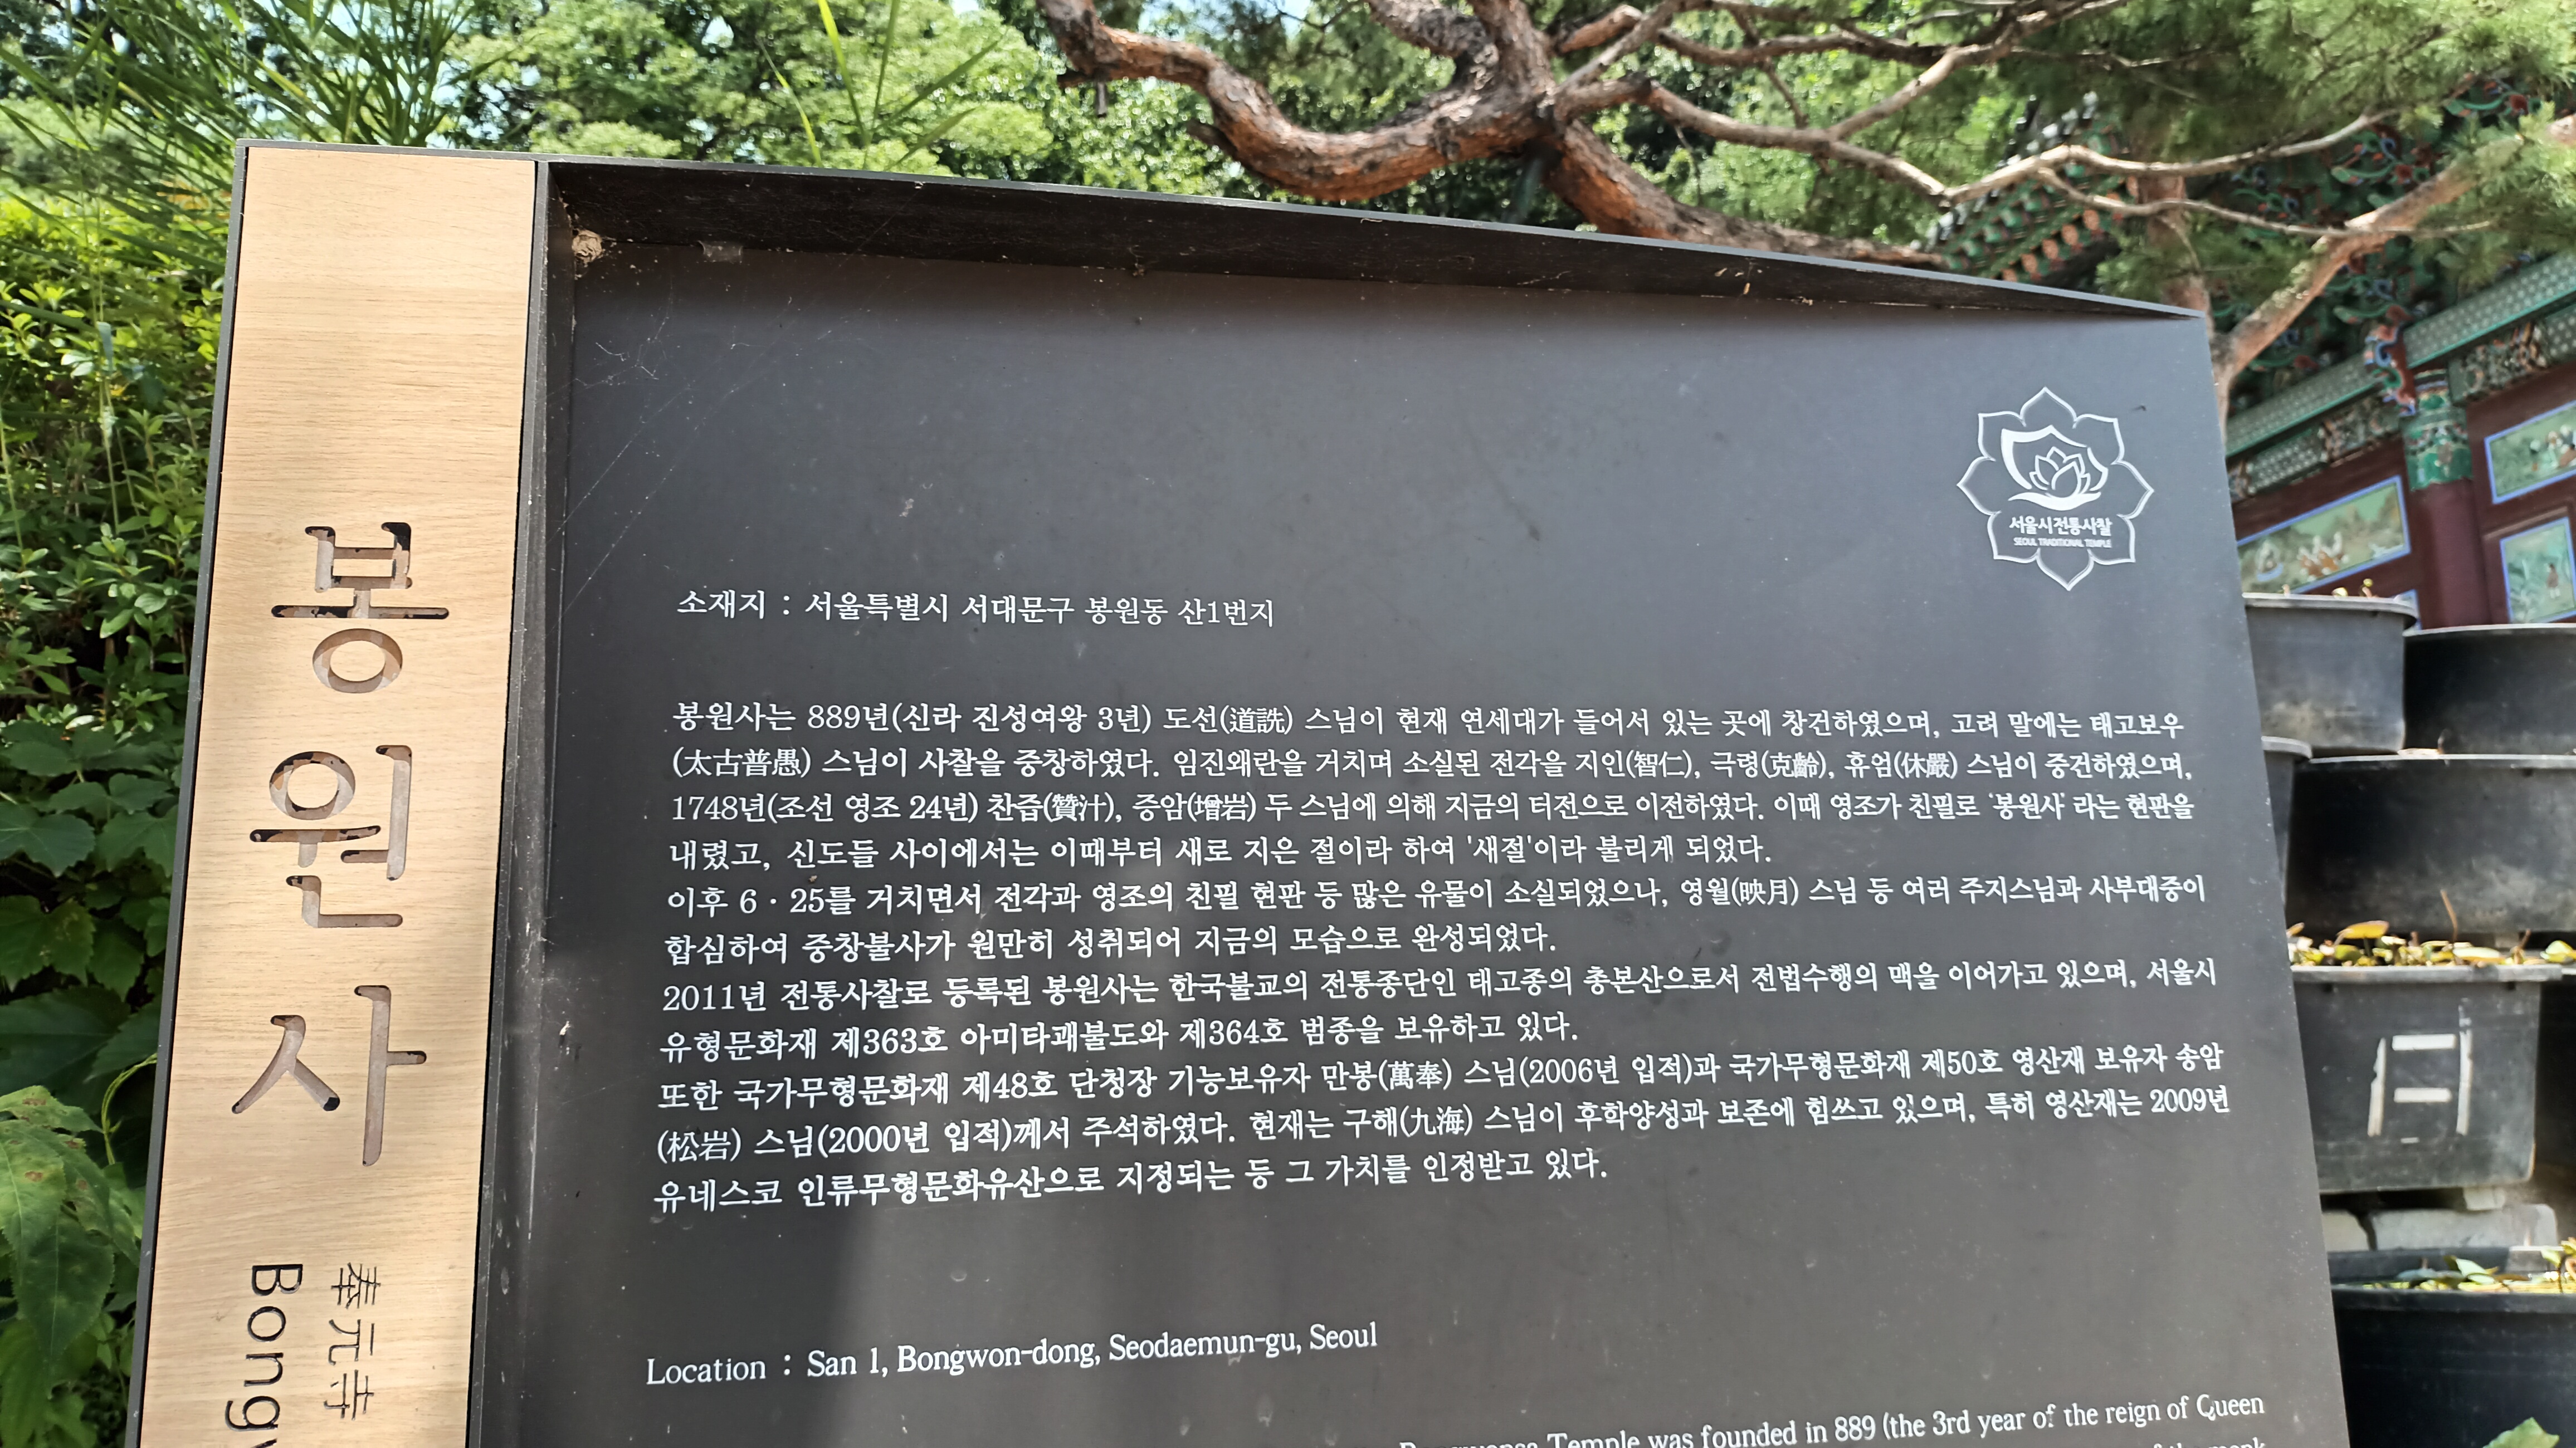 봉원사
奉元寺
서울시전통사찰
SEOUL TRADITIONAL TEMPLE
소재지 : 서울특별시 서대문구 봉원동 산1번지
봉원사는 889년(신라 진성여왕 3년) 도선(道詵) 스님이 현재 연세대가 들어서 있는 곳에 창건하였으며, 고려 말에는 태고보우
(太古普愚) 스님이 사찰을 중창하였다. 임진왜란을 거치며 소실된 전각을 지인(智仁), 극령(克齡), 휴엄(休嚴) 스님이 중건하였으며,
1748년(조선 영조 24년) 찬즙(贊汁), 증암(增岩) 두 스님에 의해 지금의 터전으로 이전하였다. 이때 영조가 친필로 '봉원사' 라는 현판을
내렸고, 신도들 사이에서는 이때부터 새로 지은 절이라 하여 '새절'이라 불리게 되었다.
이후 6 · 25를 거치면서 전각과 영조의 친필 현판 등 많은 유물이 소실되었으나, 영월(映月) 스님 등 여러 주지스님과 사부대중이
합심하여 중창불사가 원만히 성취되어 지금의 모습으로 완성되었다.
2011년 전통사찰로 등록된 봉원사는 한국불교의 전통종단인 태고종의 총본산으로서 전법수행의 맥을 이어가고 있으며, 서울시
유형문화재 제363호 아미타괘불도와 제364호 범종을 보유하고 있다.
또한 국가무형문화재 제48호 단청장 기능보유자 만봉(萬奉) 스님(2006년 입적)과 국가무형문화재 제50호 영산재 보유자 송암
(松岩) 스님(2000년 입적)께서 주석하였다. 현재는 구해(九海) 스님이 후학양성과 보존에 힘쓰고 있으며, 특히 영산재는 2009년
유네스코 인류무형문화유산으로 지정되는 등 그 가치를 인정받고 있다.
Location : San 1, Bongwon-dong, Seodaemun-gu, Seoul
Temple was founded in 889 (the 3rd year of the reign of Queen